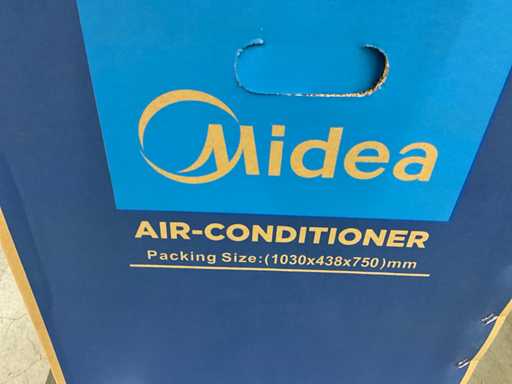 Midea
AIR-CONDITIONER
Packing Size:(1030x438x750)mm